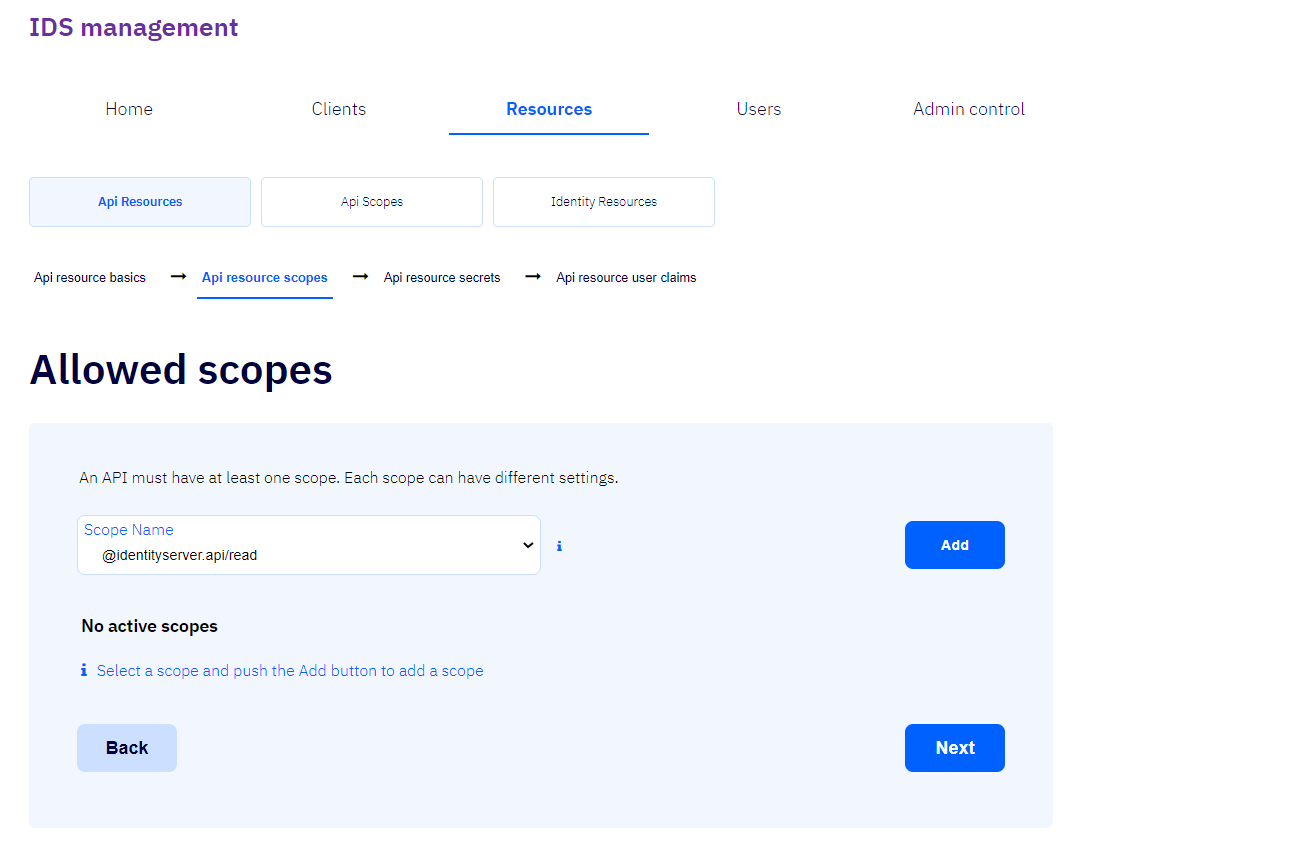 IDS management
Home Clients Resources Users Admin control
Api Resources Api Scopes Identity Resources
Api resource basics → Api resource scopes → Api resource secrets → Api resource user claims
Allowed scopes
An API must have at least one scope. Each scope can have different settings.
Scope Name
@identityserver.api/read
Add
No active scopes
Select a scope and push the Add button to add a scope
Back Next